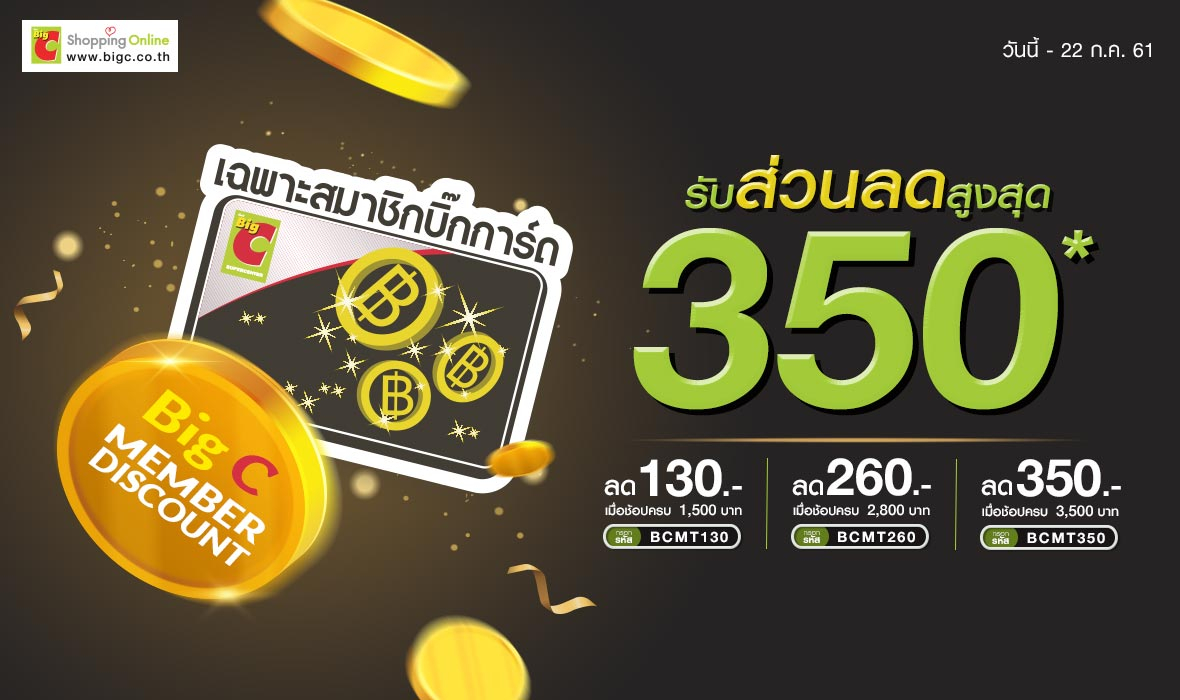 Big C
Shopping Online
www.bigc.co.th
วันนี้ - 22 ก.ค. 61
เฉพาะสมาชิกบิ๊กการ์ด
Big C
SUPERCENTER
฿
฿
฿
Big C
MEMBER
DISCOUNT
รับส่วนลดสูงสุด
350*
ลด130.-
เมื่อช้อปครบ 1,500 บาท
กรอกรหัส BCMT130
ลด260.-
เมื่อช้อปครบ 2,800 บาท
กรอกรหัส BCMT260
ลด350.-
เมื่อช้อปครบ 3,500 บาท
กรอกรหัส BCMT350